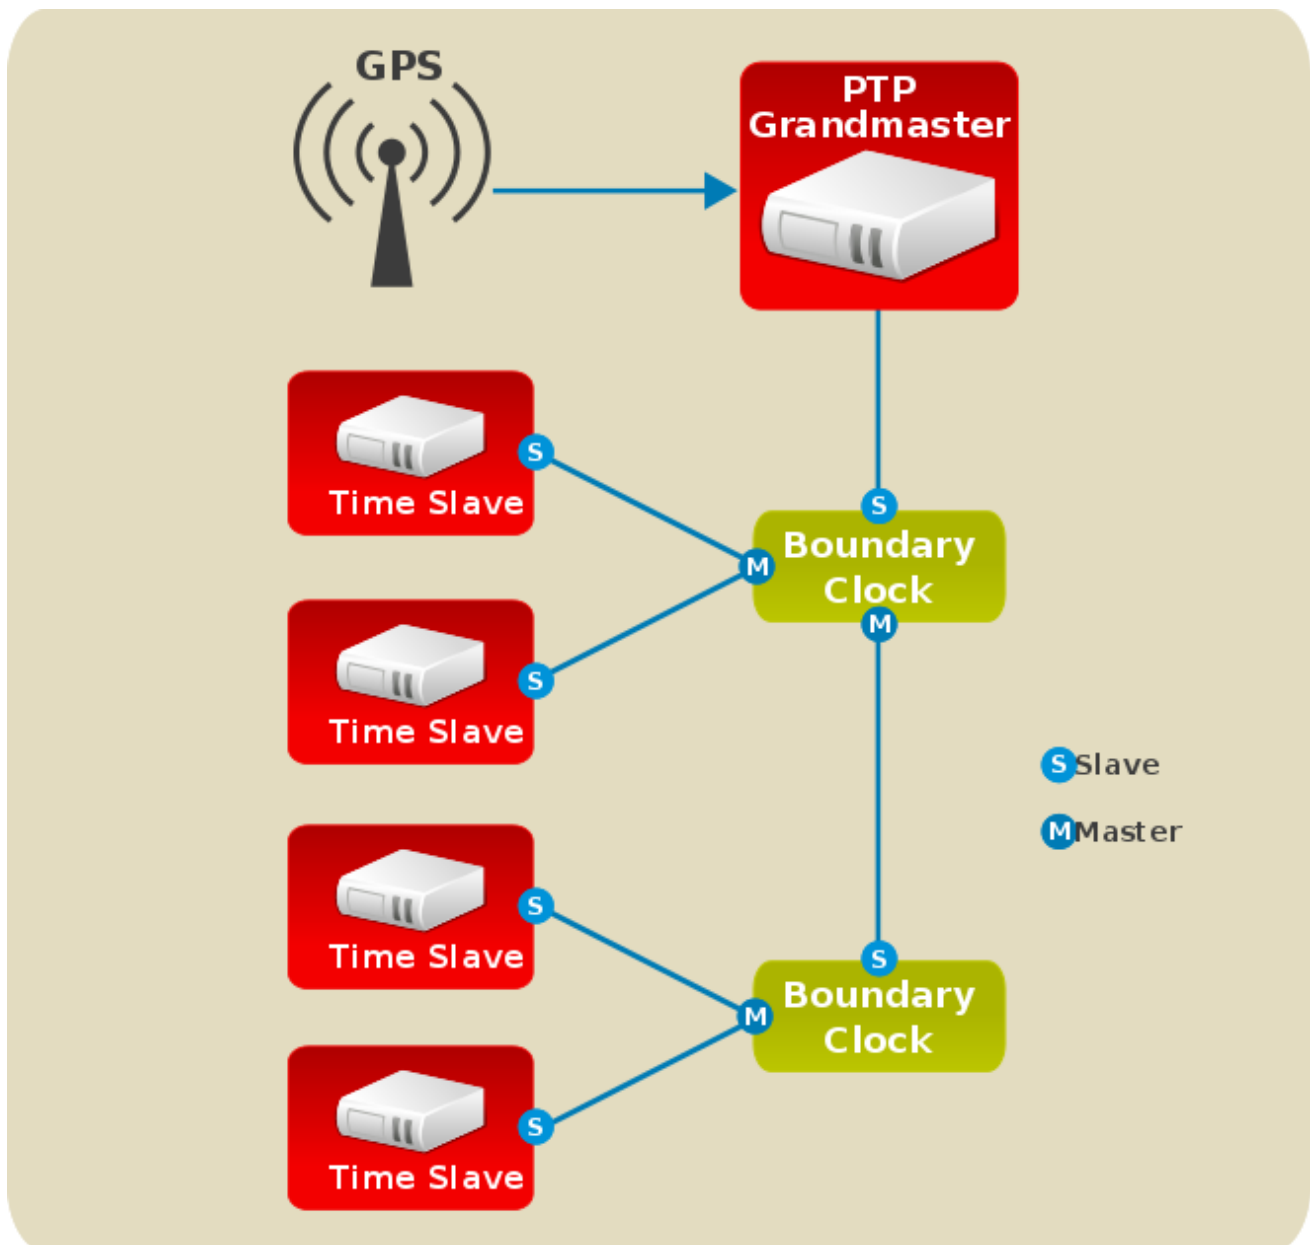 GPS
PTP
Grandmaster
S
Time Slave
S
Boundary
Clock
M
M
S
Time Slave
S Slave
M Master
S
Time Slave
S
Boundary
Clock
M
S
Time Slave